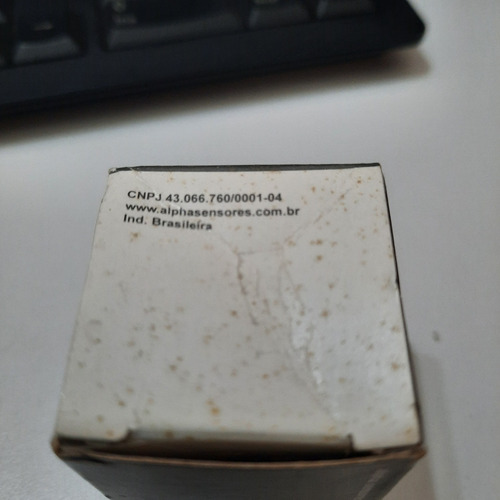 CNPJ 43.066.760/0001-04
www.alphasensores.com.br
Ind. Brasileira